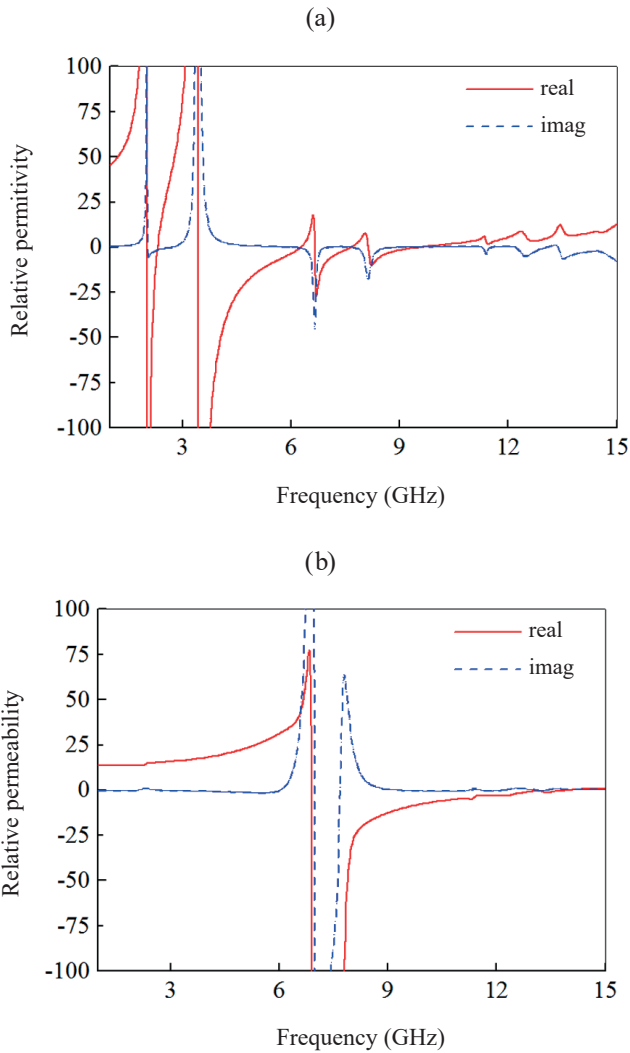 (a)
100
75
50
25
0
-25
-50
-75
-100
Relative permitivity
real
imag
3
6
9
12
15
Frequency (GHz)
(b)
100
75
50
25
0
-25
-50
-75
-100
Relative permeability
real
imag
3
6
9
12
15
Frequency (GHz)